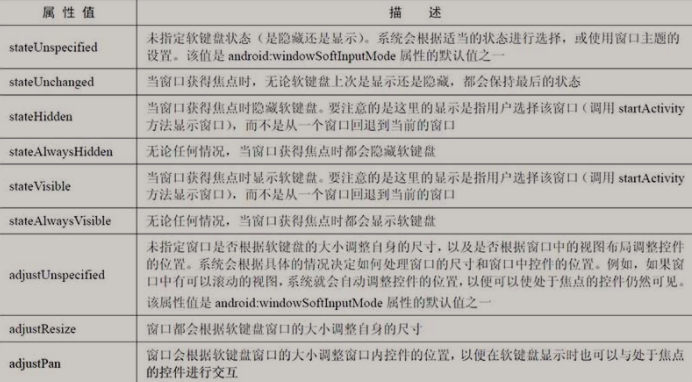 属性值 描述
stateUnspecified 未指定软键盘状态（是隐藏还是显示）。系统会根据适当的状态进行选择，或使用窗口主题的
设置。该值是 android:windowSoftInputMode 属性的默认值之一
stateUnchanged 当窗口获得焦点时，无论软键盘上次是显示还是隐藏，都会保持最后的状态
stateHidden 当窗口获得焦点时隐藏软键盘。要注意的是这里的显示是指用户选择该窗口（调用 startActivity
方法显示窗口），而不是从一个窗口回退到当前的窗口
stateAlwaysHidden 无论任何情况，当窗口获得焦点时都会隐藏软键盘
stateVisible 当窗口获得焦点时显示软键盘。要注意的是这里的显示是指用户选择该窗口（调用 startActivity
方法显示窗口），而不是从一个窗口回退到当前的窗口
stateAlwaysVisible 无论任何情况，当窗口获得焦点时都会显示软键盘
adjustUnspecified 未指定窗口是否根据软键盘的大小调整自身的尺寸，以及是否根据窗口中的视图布局调整控件
的位置。系统会根据具体的情况决定如何处理窗口的尺寸和窗口中控件的位置。例如，如果窗
口中有可以滚动的视图，系统就会自动调整控件的位置，以便可以使处于焦点的控件仍然可见。
该属性值是 android:windowSoftInputMode 属性的默认值之一
adjustResize 窗口都会根据软键盘窗口的大小调整自身的尺寸
adjustPan 窗口会根据软键盘窗口的大小调整窗口内控件的位置，以便在软键盘显示时也可以与处于焦点
的控件进行交互